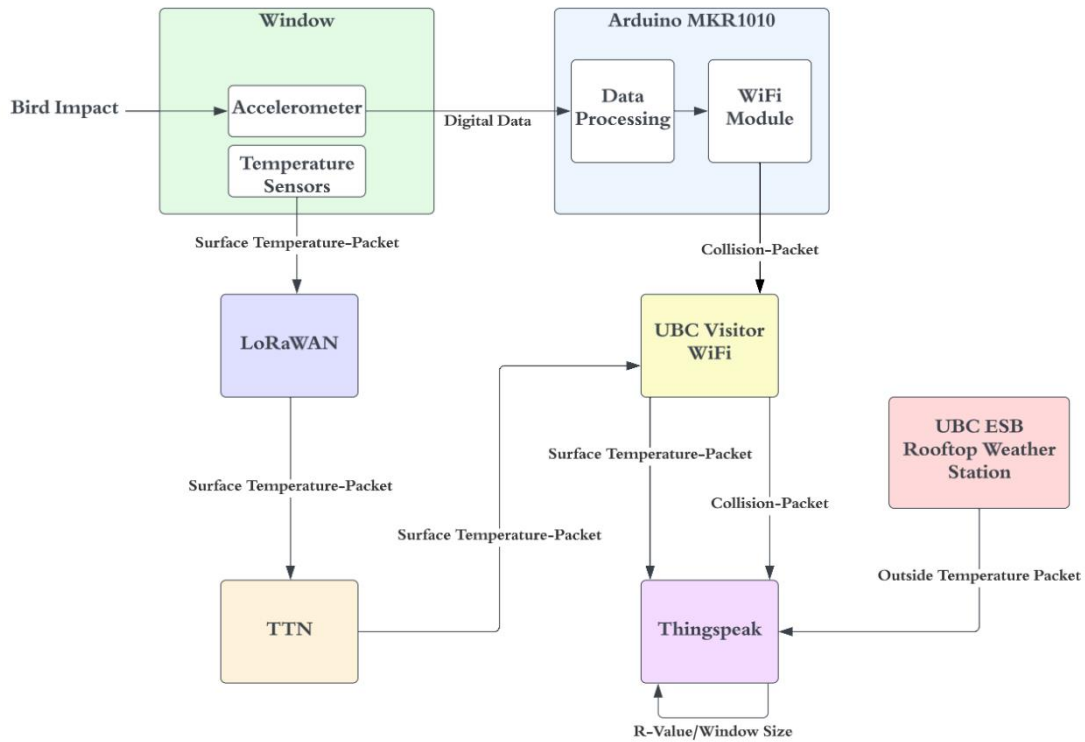 Window
Arduino MKR1010
Bird Impact
Accelerometer
Digital Data
Data
Processing
WiFi
Module
Temperature
Sensors
Surface Temperature-Packet
Collision-Packet
LoRaWAN
UBC Visitor
WiFi
UBC ESB
Rooftop Weather
Station
Surface Temperature-Packet
Surface Temperature-Packet
Collision-Packet
Surface Temperature-Packet
Outside Temperature Packet
TTN
Thingspeak
R-Value/Window Size